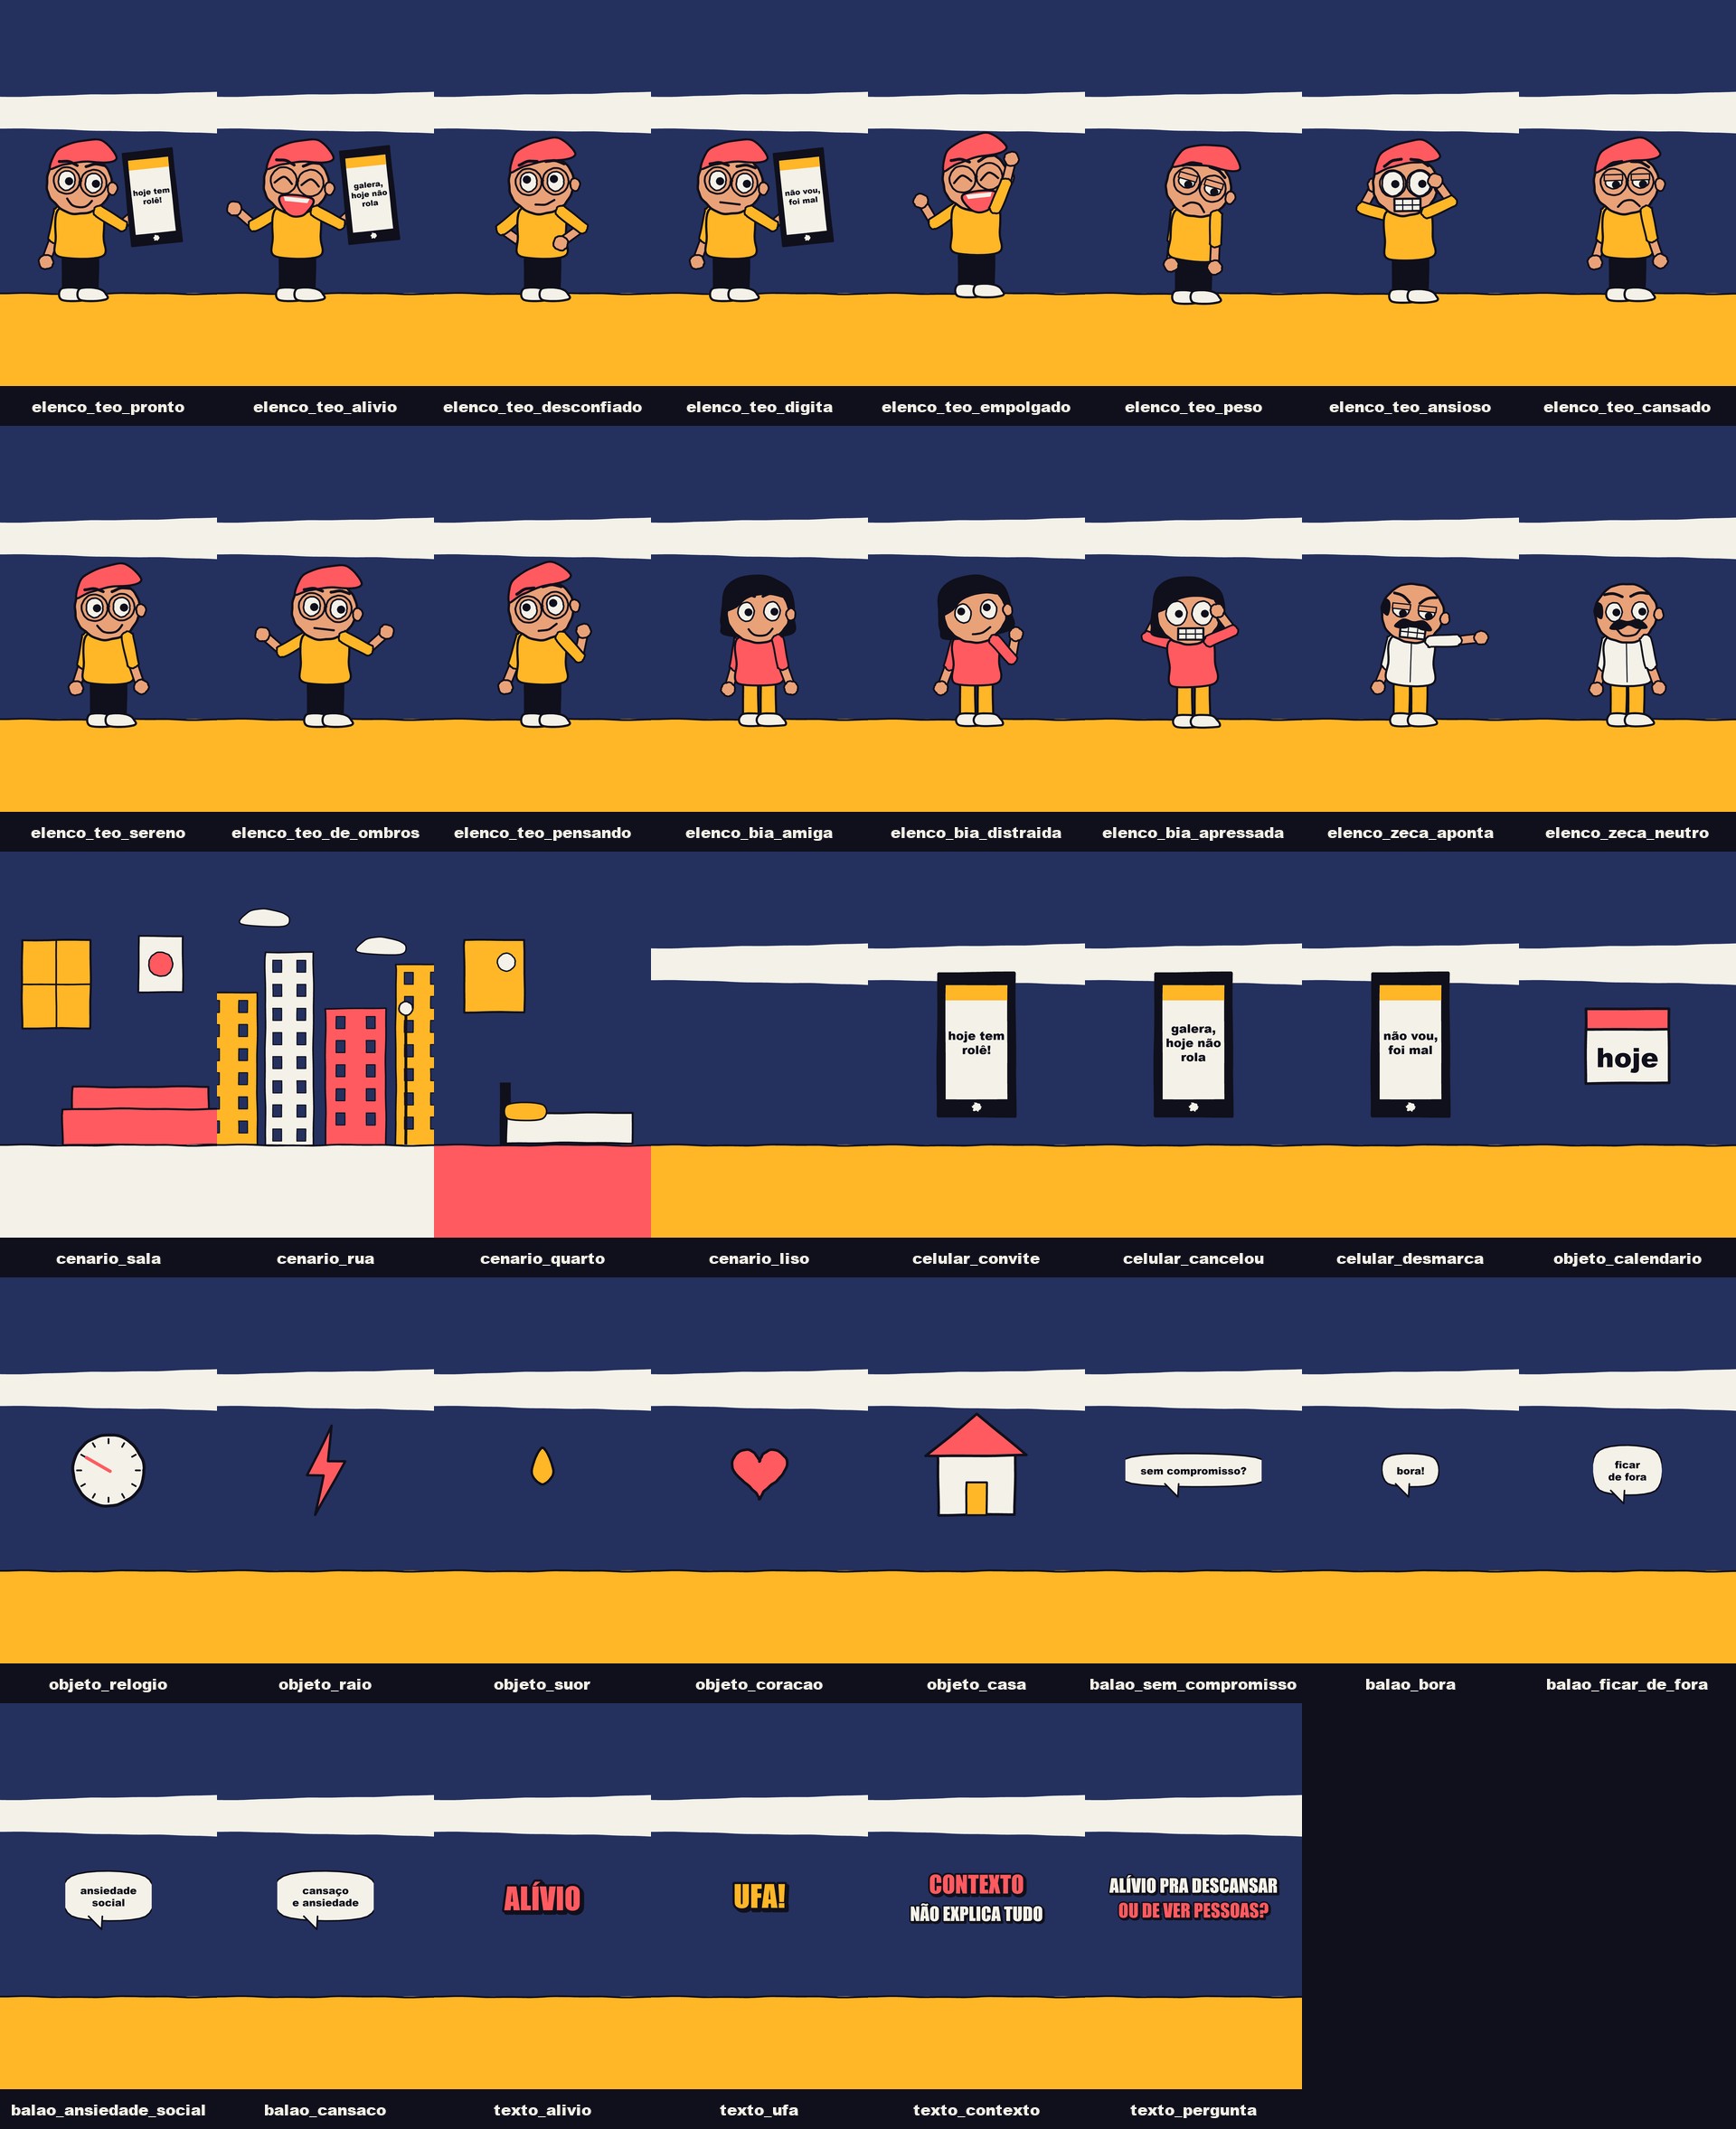 hoje tem
rolê!
galera,
hoje não
rola
não vou,
foi mal
elenco_teo_pronto
elenco_teo_alivio
elenco_teo_desconfiado
elenco_teo_digita
elenco_teo_empolgado
elenco_teo_peso
elenco_teo_ansioso
elenco_teo_cansado
elenco_teo_sereno
elenco_teo_de_ombros
elenco_teo_pensando
elenco_bia_amiga
elenco_bia_distraida
elenco_bia_apressada
elenco_zeca_aponta
elenco_zeca_neutro
hoje tem
rolê!
galera,
hoje não
rola
não vou,
foi mal
hoje
cenario_sala
cenario_rua
cenario_quarto
cenario_liso
celular_convite
celular_cancelou
celular_desmarca
objeto_calendario
sem compromisso?
bora!
ficar
de fora
objeto_relogio
objeto_raio
objeto_suor
objeto_coracao
objeto_casa
balao_sem_compromisso
balao_bora
balao_ficar_de_fora
ansiedade
social
cansaço
e ansiedade
ALÍVIO
UFA!
CONTEXTO
NÃO EXPLICA TUDO
ALÍVIO PRA DESCANSAR
OU DE VER PESSOAS?
balao_ansiedade_social
balao_cansaco
texto_alivio
texto_ufa
texto_contexto
texto_pergunta